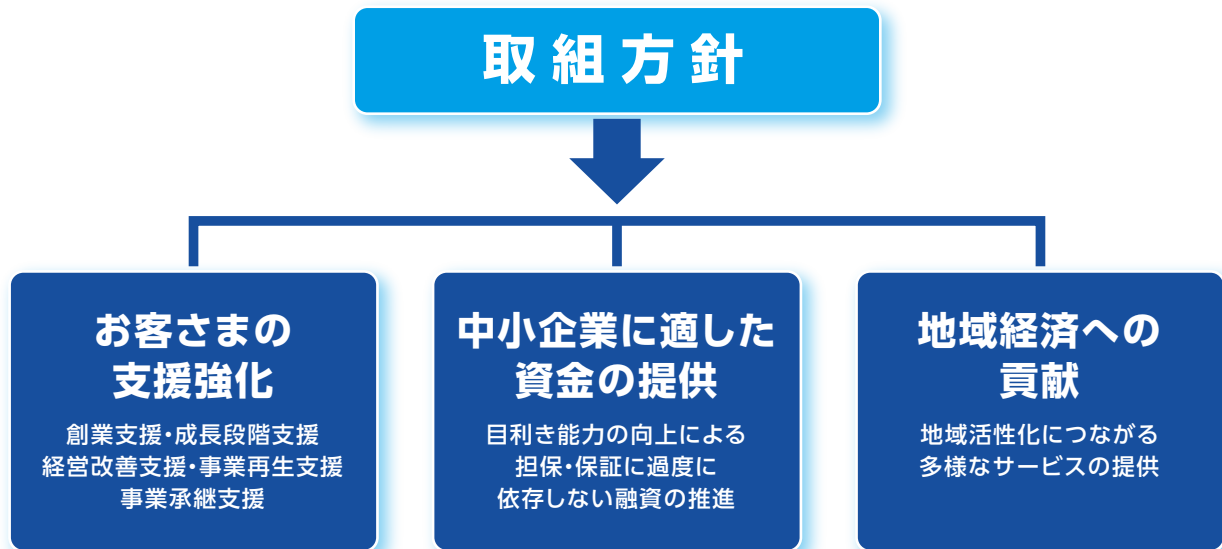 取組方針
お客さまの
支援強化
創業支援・成長段階支援
経営改善支援・事業再生支援
事業承継支援
中小企業に適した
資金の提供
目利き能力の向上による
担保・保証に過度に
依存しない融資の推進
地域経済への
貢献
地域活性化につながる
多様なサービスの提供